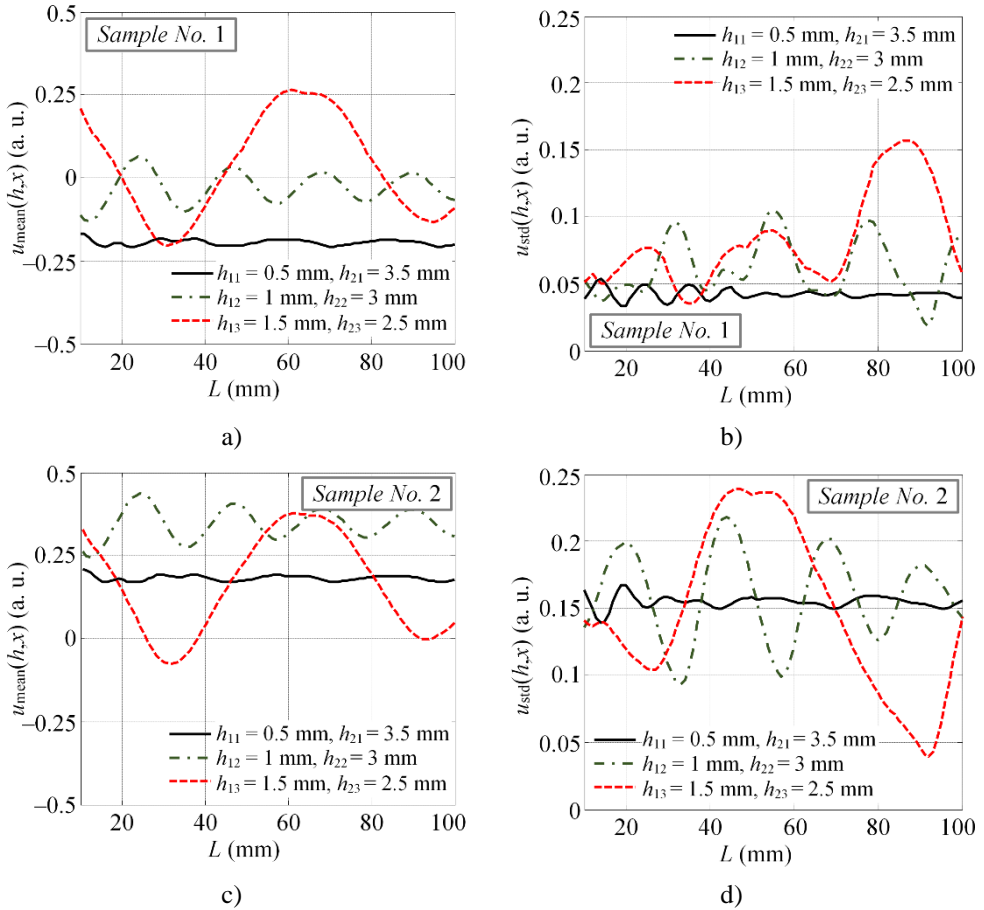 Sample No. 1
0.5
0.25
0
−0.25
−0.5
u_mean(h,x) (a. u.)
h₁₁ = 0.5 mm, h₂₁= 3.5 mm
h₁₂ = 1 mm, h₂₂= 3 mm
h₁₃ = 1.5 mm, h₂₃= 2.5 mm
20 40 60 80 100
L (mm)
a)
h₁₁ = 0.5 mm, h₂₁= 3.5 mm
h₁₂ = 1 mm, h₂₂= 3 mm
h₁₃ = 1.5 mm, h₂₃= 2.5 mm
0.25
0.2
0.15
0.1
0.05
0
u_std(h,x) (a. u.)
Sample No. 1
20 40 60 80 100
L (mm)
b)
Sample No. 2
0.5
0.25
0
−0.25
−0.5
u_mean(h,x) (a. u.)
h₁₁ = 0.5 mm, h₂₁= 3.5 mm
h₁₂ = 1 mm, h₂₂= 3 mm
h₁₃ = 1.5 mm, h₂₃= 2.5 mm
20 40 60 80 100
L (mm)
c)
Sample No. 2
0.25
0.2
0.15
0.1
0.05
0
u_std(h,x) (a. u.)
h₁₁ = 0.5 mm, h₂₁= 3.5 mm
h₁₂ = 1 mm, h₂₂= 3 mm
h₁₃ = 1.5 mm, h₂₃= 2.5 mm
20 40 60 80 100
L (mm)
d)